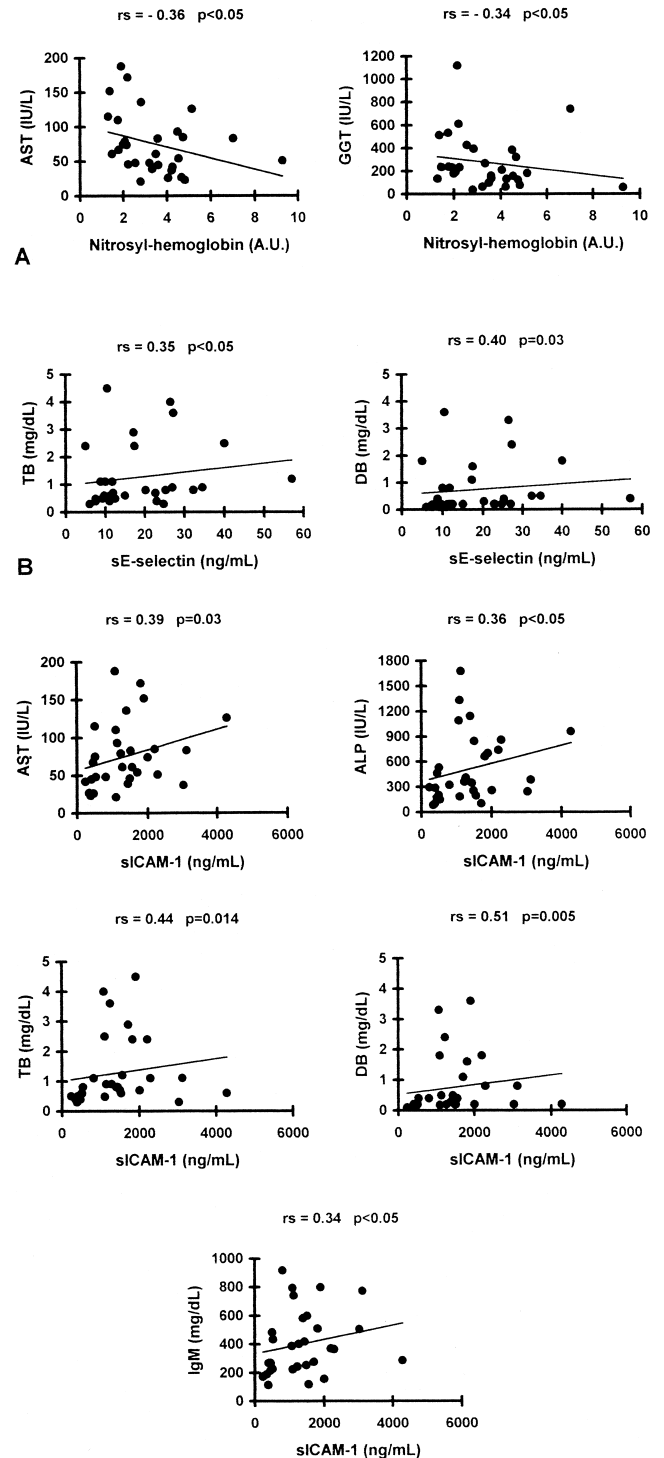 rs = - 0.36 p<0.05
rs = - 0.34 p<0.05
200
150
100
50
0
AST (IU/L)
0 2 4 6 8 10
Nitrosyl-hemoglobin (A.U.)
1200
1000
800
600
400
200
0
GGT (IU/L)
0 2 4 6 8 10
Nitrosyl-hemoglobin (A.U.)
A
rs = 0.35 p<0.05
rs = 0.40 p=0.03
5
4
3
2
1
0
TB (mg/dL)
0 10 20 30 40 50 60
sE-selectin (ng/mL)
5
4
3
2
1
0
DB (mg/dL)
0 10 20 30 40 50 60
sE-selectin (ng/mL)
B
rs = 0.39 p=0.03
rs = 0.36 p<0.05
200
150
100
50
0
AST (IU/L)
0 2000 4000 6000
sICAM-1 (ng/mL)
1800
1500
1200
900
600
300
0
ALP (IU/L)
0 2000 4000 6000
sICAM-1 (ng/mL)
rs = 0.44 p=0.014
rs = 0.51 p=0.005
5
4
3
2
1
0
TB (mg/dL)
0 2000 4000 6000
sICAM-1 (ng/mL)
5
4
3
2
1
0
DB (mg/dL)
0 2000 4000 6000
sICAM-1 (ng/mL)
rs = 0.34 p<0.05
1000
800
600
400
200
0
IgM (mg/dL)
0 2000 4000 6000
sICAM-1 (ng/mL)